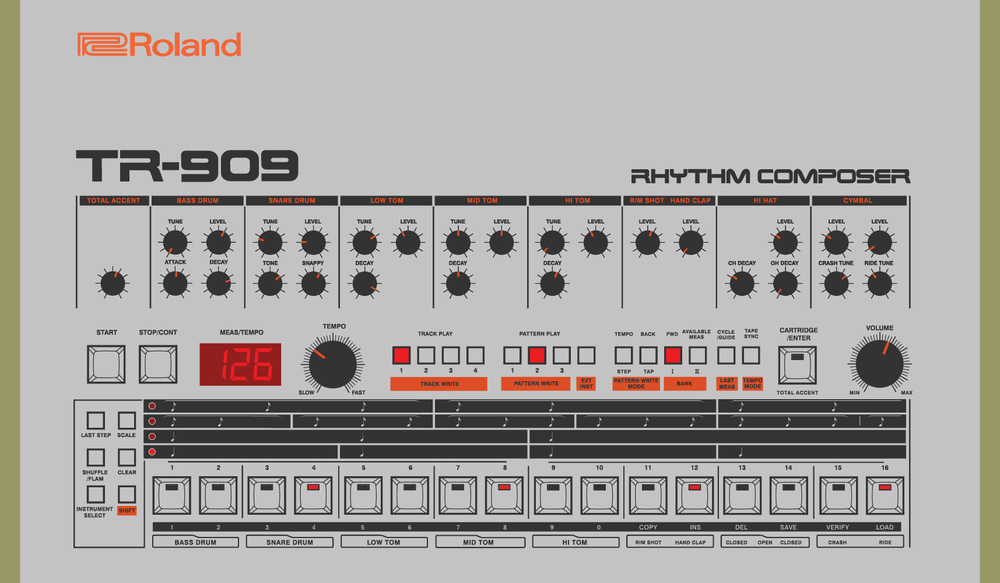 Roland
TR-909
RHYTHM COMPOSER
TOTAL ACCENT BASS DRUM SNARE DRUM LOW TOM MID TOM HI TOM RIM SHOT HAND CLAP HI HAT CYMBAL
TUNE LEVEL TUNE LEVEL TUNE LEVEL TUNE LEVEL TUNE LEVEL LEVEL LEVEL LEVEL LEVEL LEVEL
ATTACK DECAY TONE SNAPPY DECAY DECAY DECAY CH DECAY OH DECAY CRASH TUNE RIDE TUNE
START STOP/CONT MEAS/TEMPO TEMPO TRACK PLAY PATTERN PLAY TEMPO BACK FWD AVAILABLE MEAS CYCLE /GUIDE TAPE SYNC CARTRIDGE /ENTER VOLUME
126
1 2 3 4 1 2 3 STEP TAP I II
SLOW FAST TRACK WRITE PATTERN WRITE EXT INST PATTERN WRITE MODE BANK LAST MEAS TEMPO MODE TOTAL ACCENT MIN MAX
LAST STEP SCALE
SHUFFLE /FLAM CLEAR
INSTRUMENT SELECT SHIFT
1 2 3 4 5 6 7 8 9 10 11 12 13 14 15 16
1 2 3 4 5 6 7 8 9 0 COPY INS DEL SAVE VERIFY LOAD
BASS DRUM SNARE DRUM LOW TOM MID TOM HI TOM RIM SHOT HAND CLAP CLOSED OPEN CLOSED CRASH RIDE